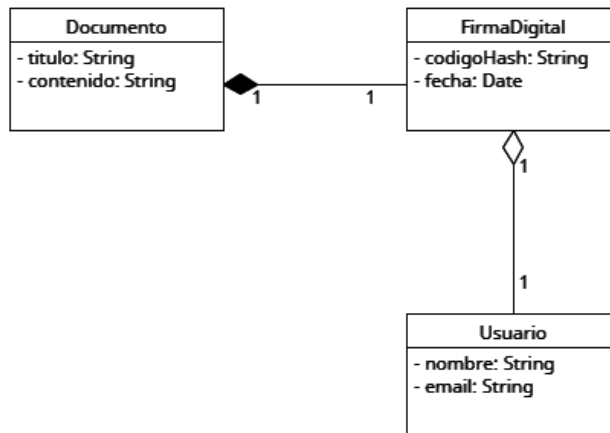 Documento
- titulo: String
- contenido: String
1
1
FirmaDigital
- codigoHash: String
- fecha: Date
1
1
Usuario
- nombre: String
- email: String